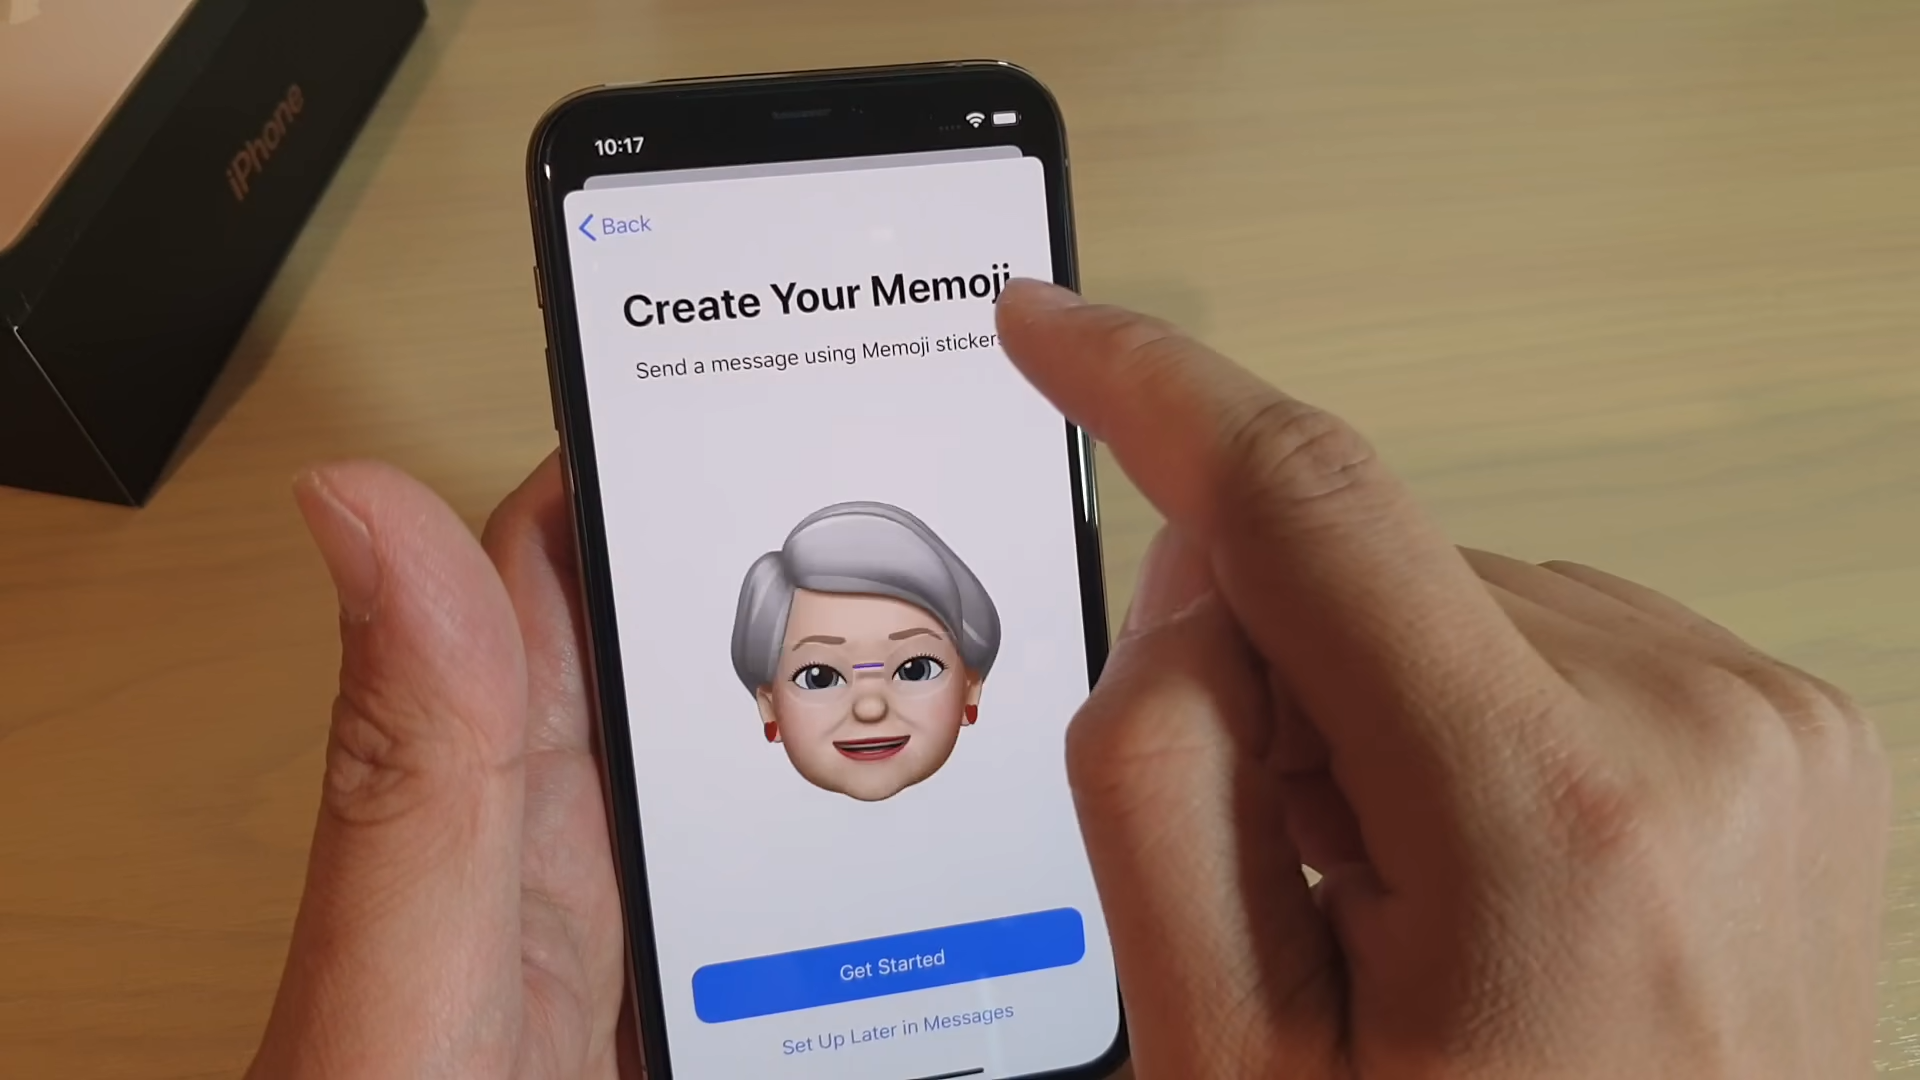 iPhone
10:17
Back
Create Your Memoji
Send a message using Memoji stickers
Get Started
Set Up Later in Messages